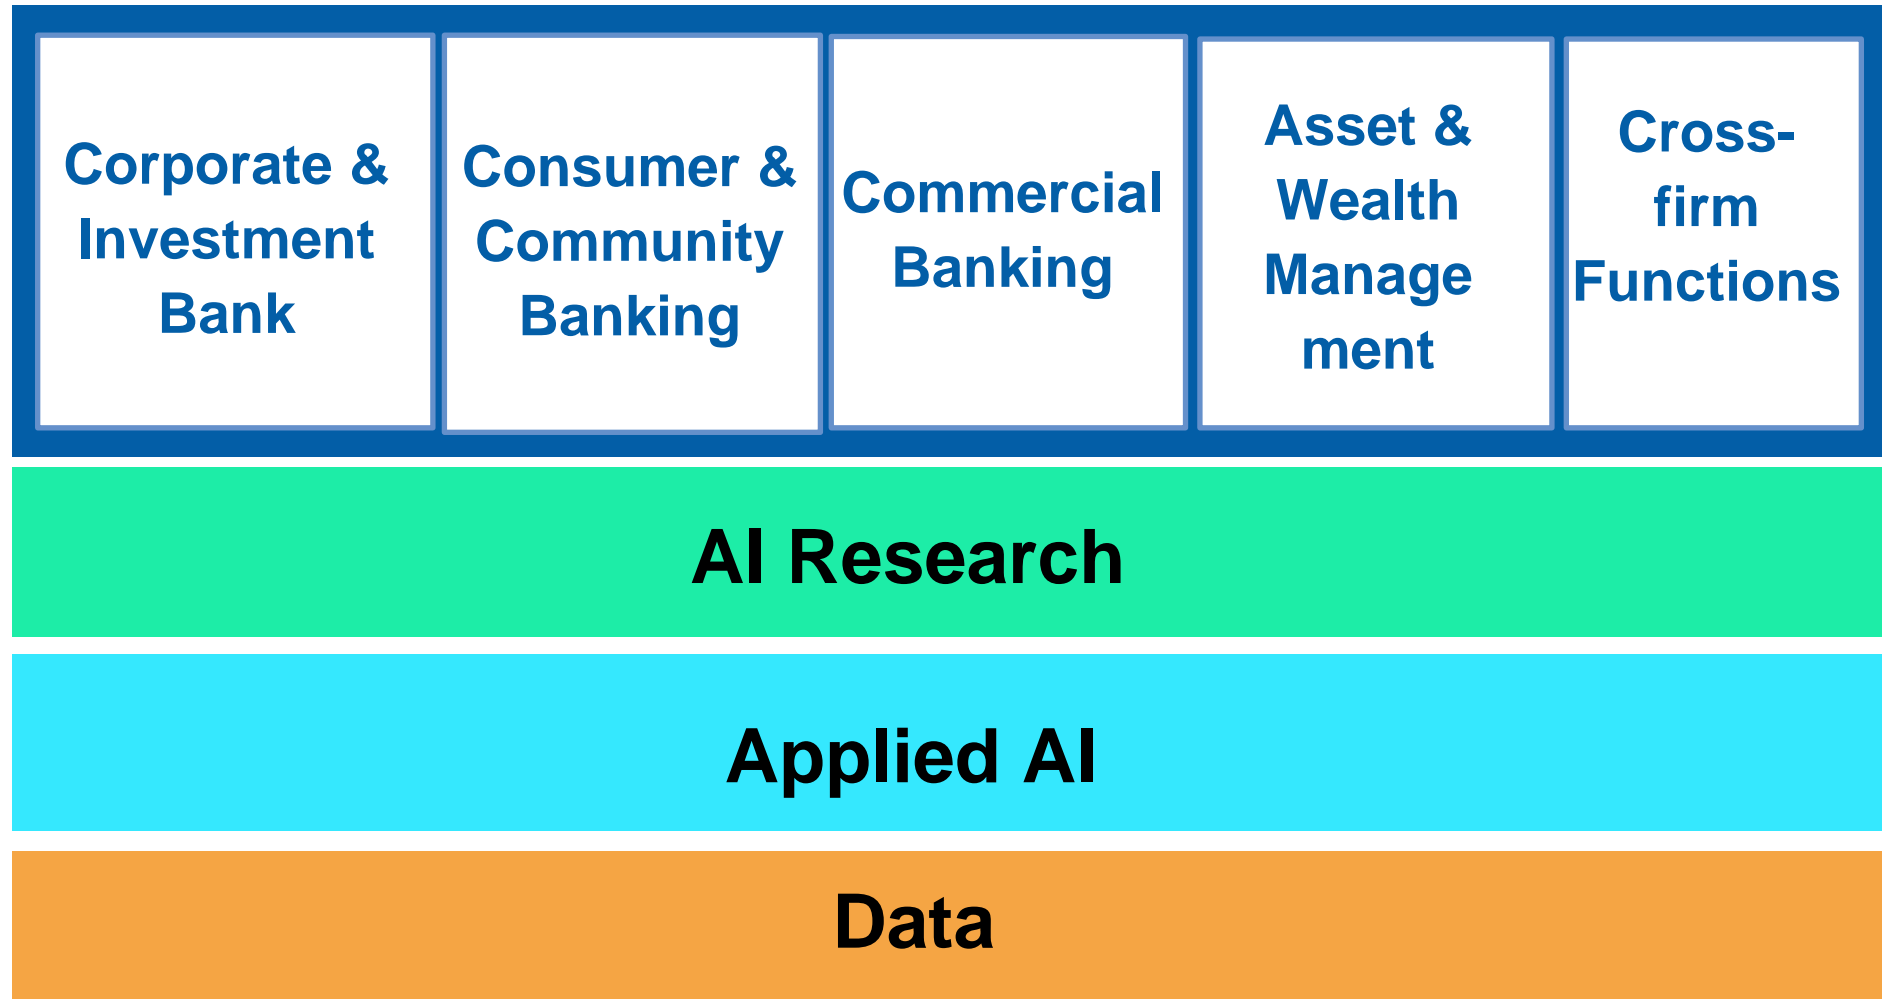 Corporate &
Investment
Bank
Consumer &
Community
Banking
Commercial
Banking
Asset &
Wealth
Manage
ment
Cross-
firm
Functions
AI Research
Applied AI
Data